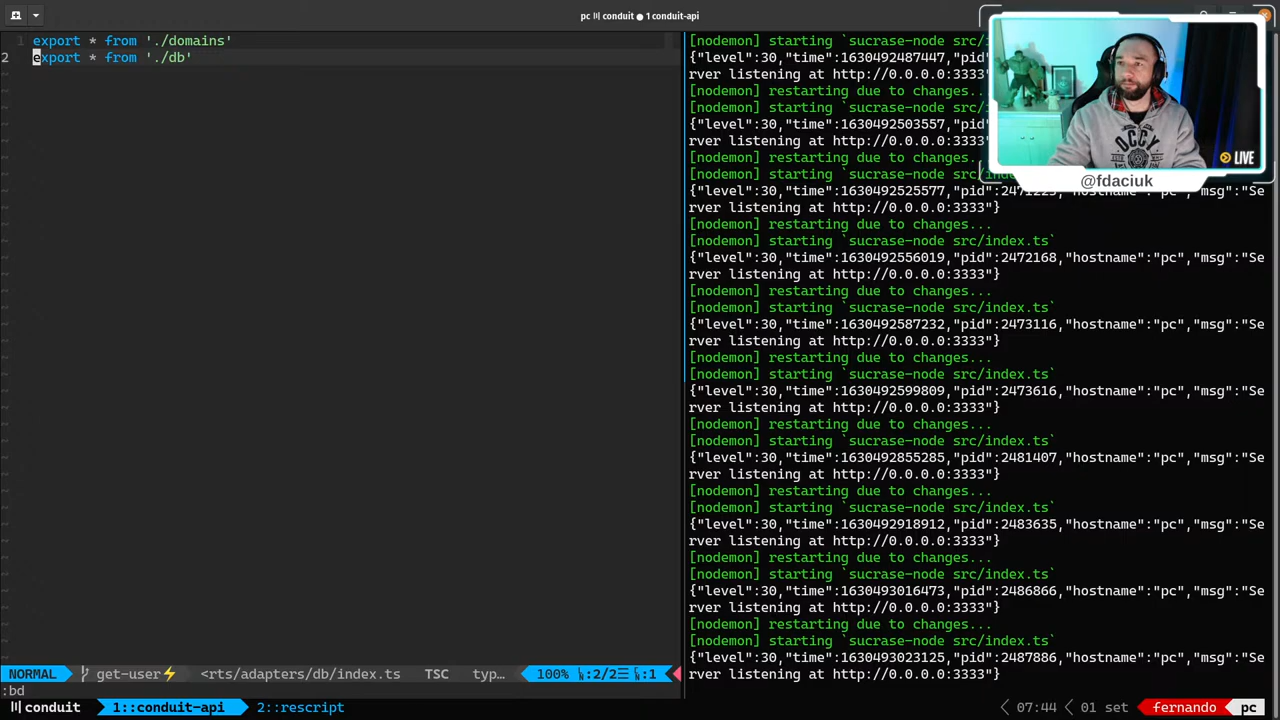 pc conduit ● 1 conduit-api
1 export * from './domains'
2 export * from './db'
[nodemon] starting `sucrase-node src/
{"level":30,"time":1630492487447,"pid
rver listening at http://0.0.0.0:3333
[nodemon] restarting due to changes..
[nodemon] starting `sucrase-node src/
{"level":30,"time":1630492503557,"pid
rver listening at http://0.0.0.0:3333
[nodemon] restarting due to changes..
[nodemon] starting `sucrase-node src/
{"level":30,"time":1630492525577,"pid":2471225,"hostname":"pc","msg":"Se
rver listening at http://0.0.0.0:3333"}
[nodemon] restarting due to changes...
[nodemon] starting `sucrase-node src/index.ts`
{"level":30,"time":1630492556019,"pid":2472168,"hostname":"pc","msg":"Se
rver listening at http://0.0.0.0:3333"}
[nodemon] restarting due to changes...
[nodemon] starting `sucrase-node src/index.ts`
{"level":30,"time":1630492587232,"pid":2473116,"hostname":"pc","msg":"Se
rver listening at http://0.0.0.0:3333"}
[nodemon] restarting due to changes...
[nodemon] starting `sucrase-node src/index.ts`
{"level":30,"time":1630492599809,"pid":2473616,"hostname":"pc","msg":"Se
rver listening at http://0.0.0.0:3333"}
[nodemon] restarting due to changes...
[nodemon] starting `sucrase-node src/index.ts`
{"level":30,"time":1630492855285,"pid":2481407,"hostname":"pc","msg":"Se
rver listening at http://0.0.0.0:3333"}
[nodemon] restarting due to changes...
[nodemon] starting `sucrase-node src/index.ts`
{"level":30,"time":1630492918912,"pid":2483635,"hostname":"pc","msg":"Se
rver listening at http://0.0.0.0:3333"}
[nodemon] restarting due to changes...
[nodemon] starting `sucrase-node src/index.ts`
{"level":30,"time":1630493016473,"pid":2486866,"hostname":"pc","msg":"Se
rver listening at http://0.0.0.0:3333"}
[nodemon] restarting due to changes...
[nodemon] starting `sucrase-node src/index.ts`
{"level":30,"time":1630493023125,"pid":2487886,"hostname":"pc","msg":"Se
rver listening at http://0.0.0.0:3333"}
OCCY
LIVE
@fdaciuk
NORMAL get-user⚡ <rts/adapter/db/index.ts TSC typ… 100% :2/2☰ :1
:bd
conduit 1::conduit-api 2::rescript 07:44 01 set fernando pc